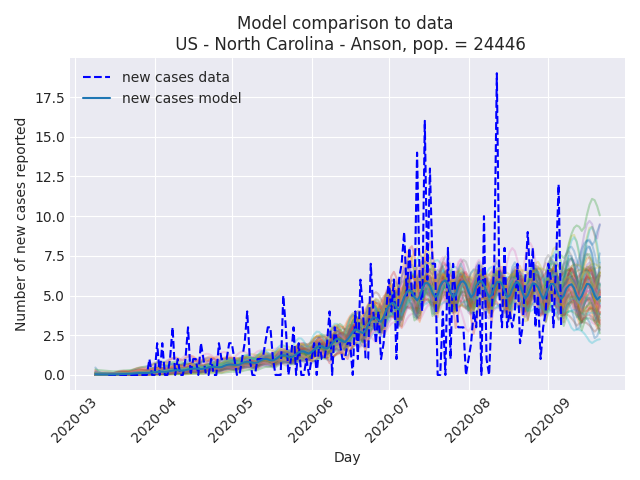 Model comparison to data
US - North Carolina - Anson, pop. = 24446
new cases data
new cases model
Number of new cases reported
17.5
15.0
12.5
10.0
7.5
5.0
2.5
0.0
2020-03
2020-04
2020-05
2020-06
2020-07
2020-08
2020-09
Day